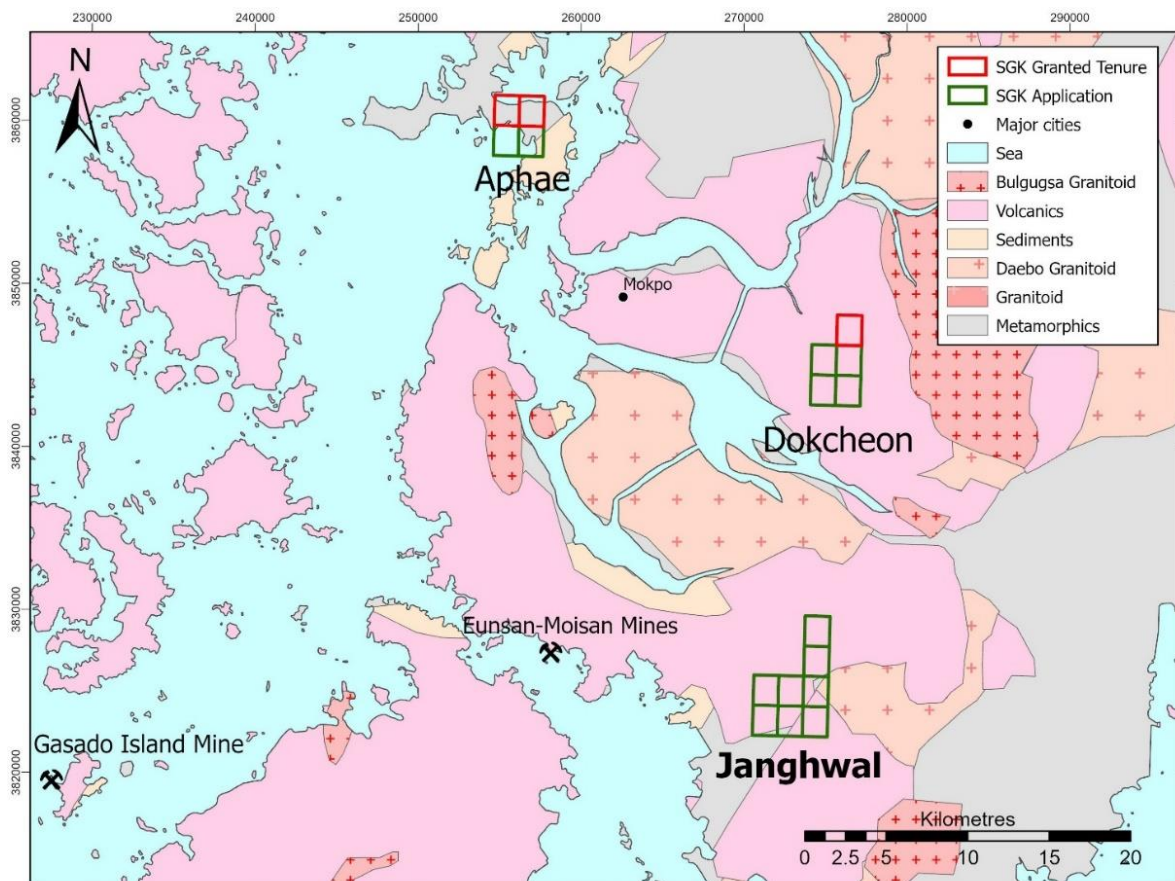 230000 240000 250000 260000 270000 280000 290000
N
SGK Granted Tenure
SGK Application
Major cities
Sea
Bulgugsa Granitoid
Volcanics
Sediments
Daebo Granitoid
Granitoid
Metamorphics
3860000
Aphae
3850000
Mokpo
3840000
Dokcheon
3830000
Eunsan-Moisan Mines
Gasado Island Mine
3820000
Janghwal
Kilometres
0 2.5 5 10 15 20